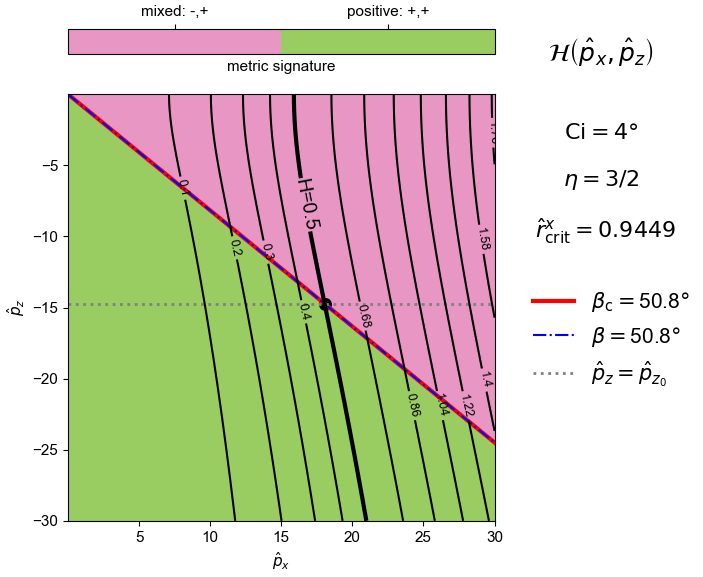 mixed: -,+ positive: +,+
metric signature
ℋ(p̂ₓ, p̂_z)
Ci = 4°
η = 3/2
r̂ˣ_crit = 0.9449
β_c = 50.8°
β = 50.8°
p̂_z = p̂_z₀
−5
−10
−15
−20
−25
−30
p̂_z
5 10 15 20 25 30
p̂ₓ
0.1
0.2
0.3
0.4
H=0.5
0.68
0.86
1.04
1.22
1.4
1.58